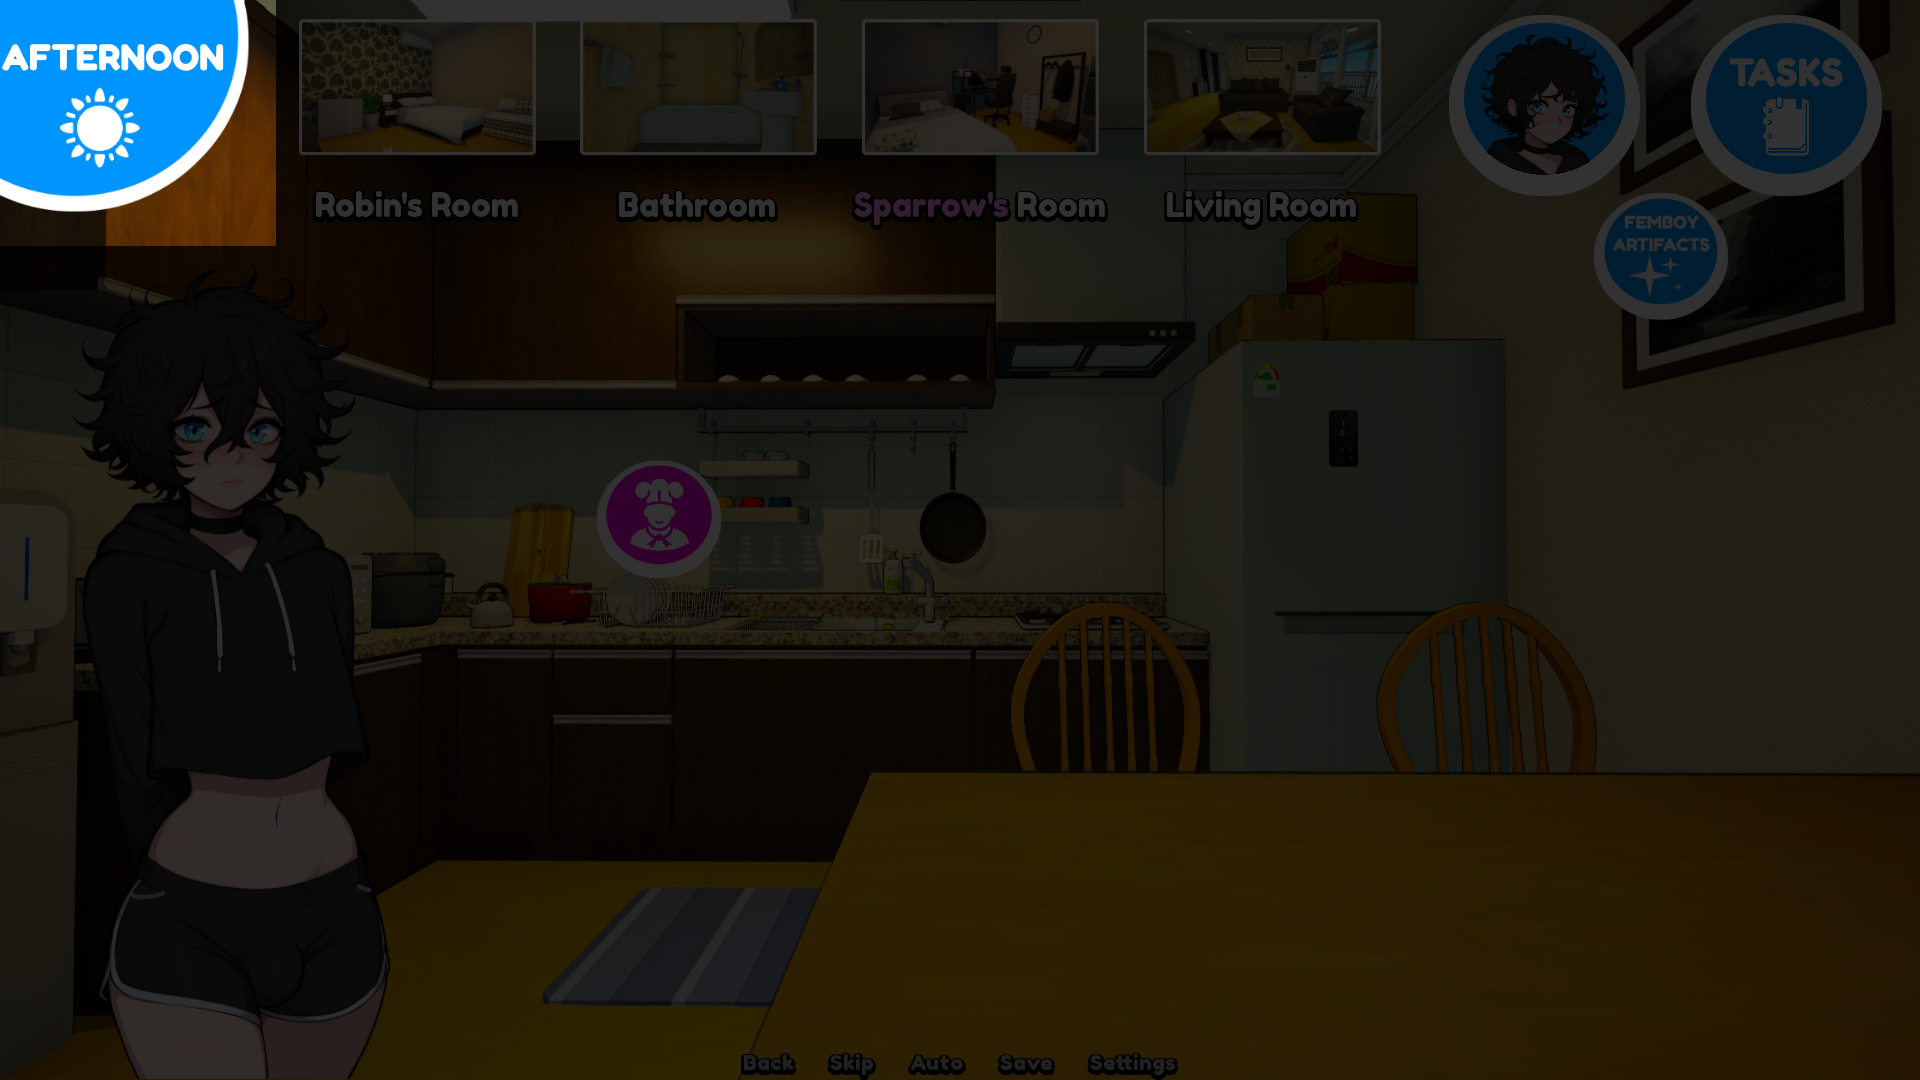 AFTERNOON
Robin's Room
Bathroom
Sparrow's Room
Living Room
TASKS
FEMBOY
ARTIFACTS
Back Skip Auto Save Settings